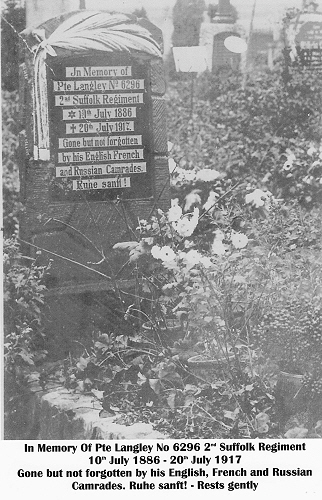 Jn Memory of
Pte Langley No 6296
2nd Suffolk Regiment
✡ 10th July 1886
✝ 20th July 1917.
Gone but not forgotten
by his English French
and Russian Camrades.
Ruhe sanft!
In Memory Of Pte Langley No 6296 2nd Suffolk Regiment
10th July 1886 - 20th July 1917
Gone but not forgotten by his English, French and Russian
Camrades. Ruhe sanft! - Rests gently